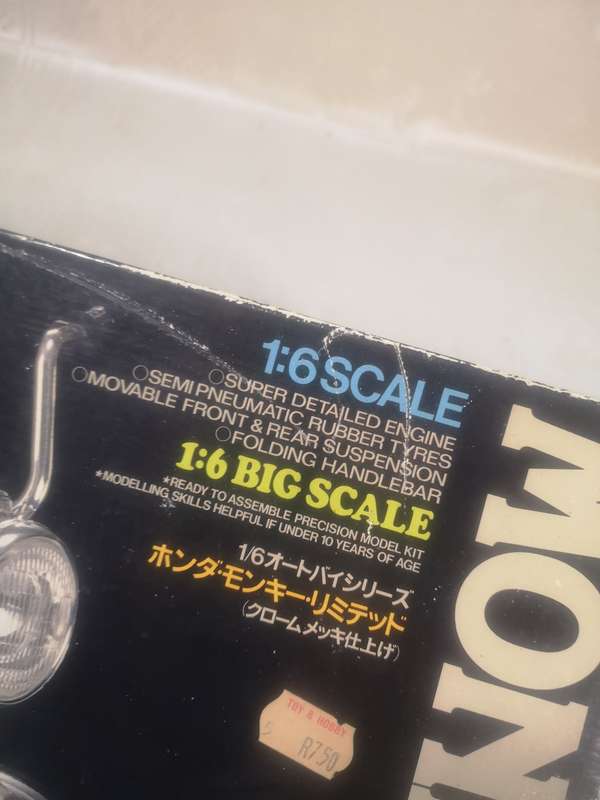 1:6 SCALE
○SUPER DETAILED ENGINE
○SEMI PNEUMATIC RUBBER TYRES
○MOVABLE FRONT & REAR SUSPENSION
○FOLDING HANDLEBAR
1:6 BIG SCALE
*READY TO ASSEMBLE PRECISION MODEL KIT
*MODELLING SKILLS HELPFUL IF UNDER 10 YEARS OF AGE
1/6オートバイシリーズ
ホンダ・モンキー・リミテッド
(クロームメッキ仕上げ)
MON
TOY & HOBBY
5 R750